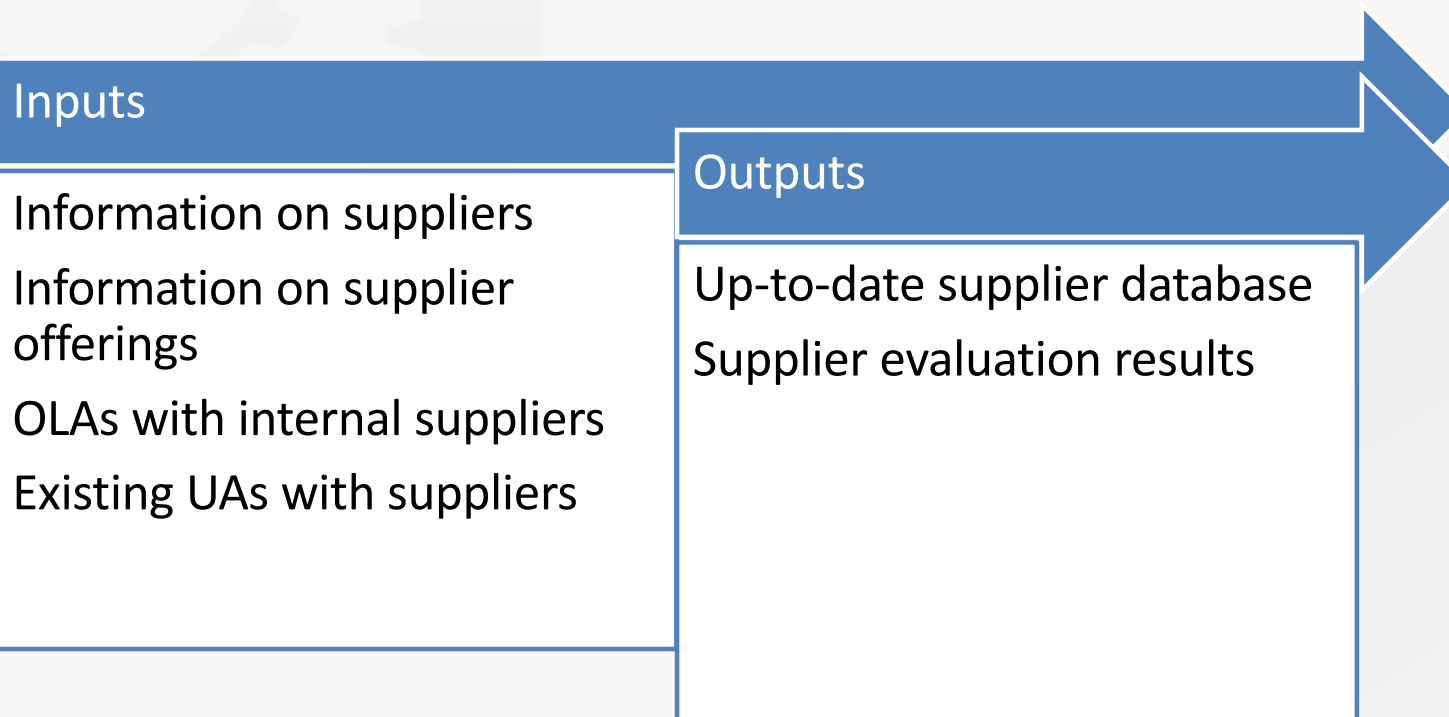 Inputs
Information on suppliers
Information on supplier
offerings
OLAs with internal suppliers
Existing UAs with suppliers
Outputs
Up-to-date supplier database
Supplier evaluation results